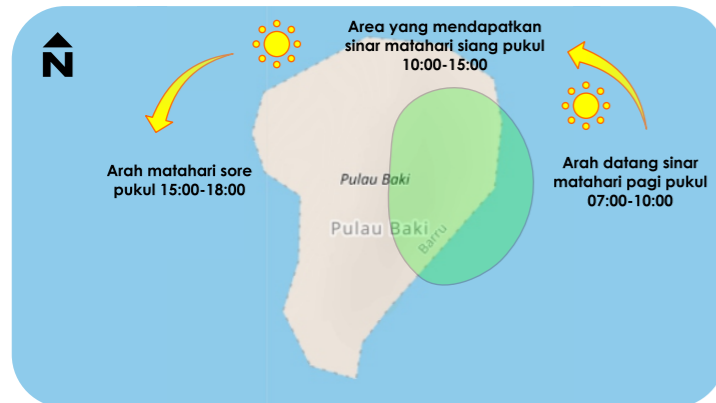 N
Area yang mendapatkan
sinar matahari siang pukul
10:00-15:00
Arah matahari sore
pukul 15:00-18:00
Arah datang sinar
matahari pagi pukul
07:00-10:00
Pulau Baki
Pulau Baki
Barru